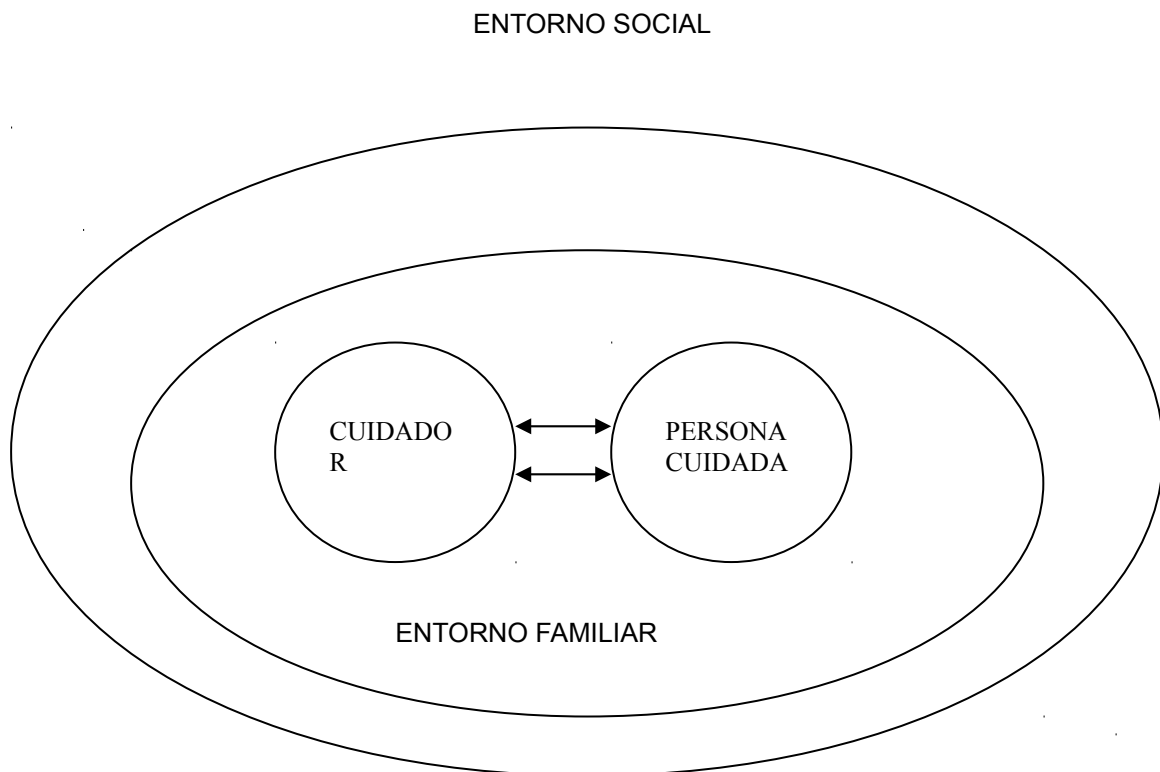 ENTORNO SOCIAL
CUIDADO
R
PERSONA
CUIDADA
ENTORNO FAMILIAR